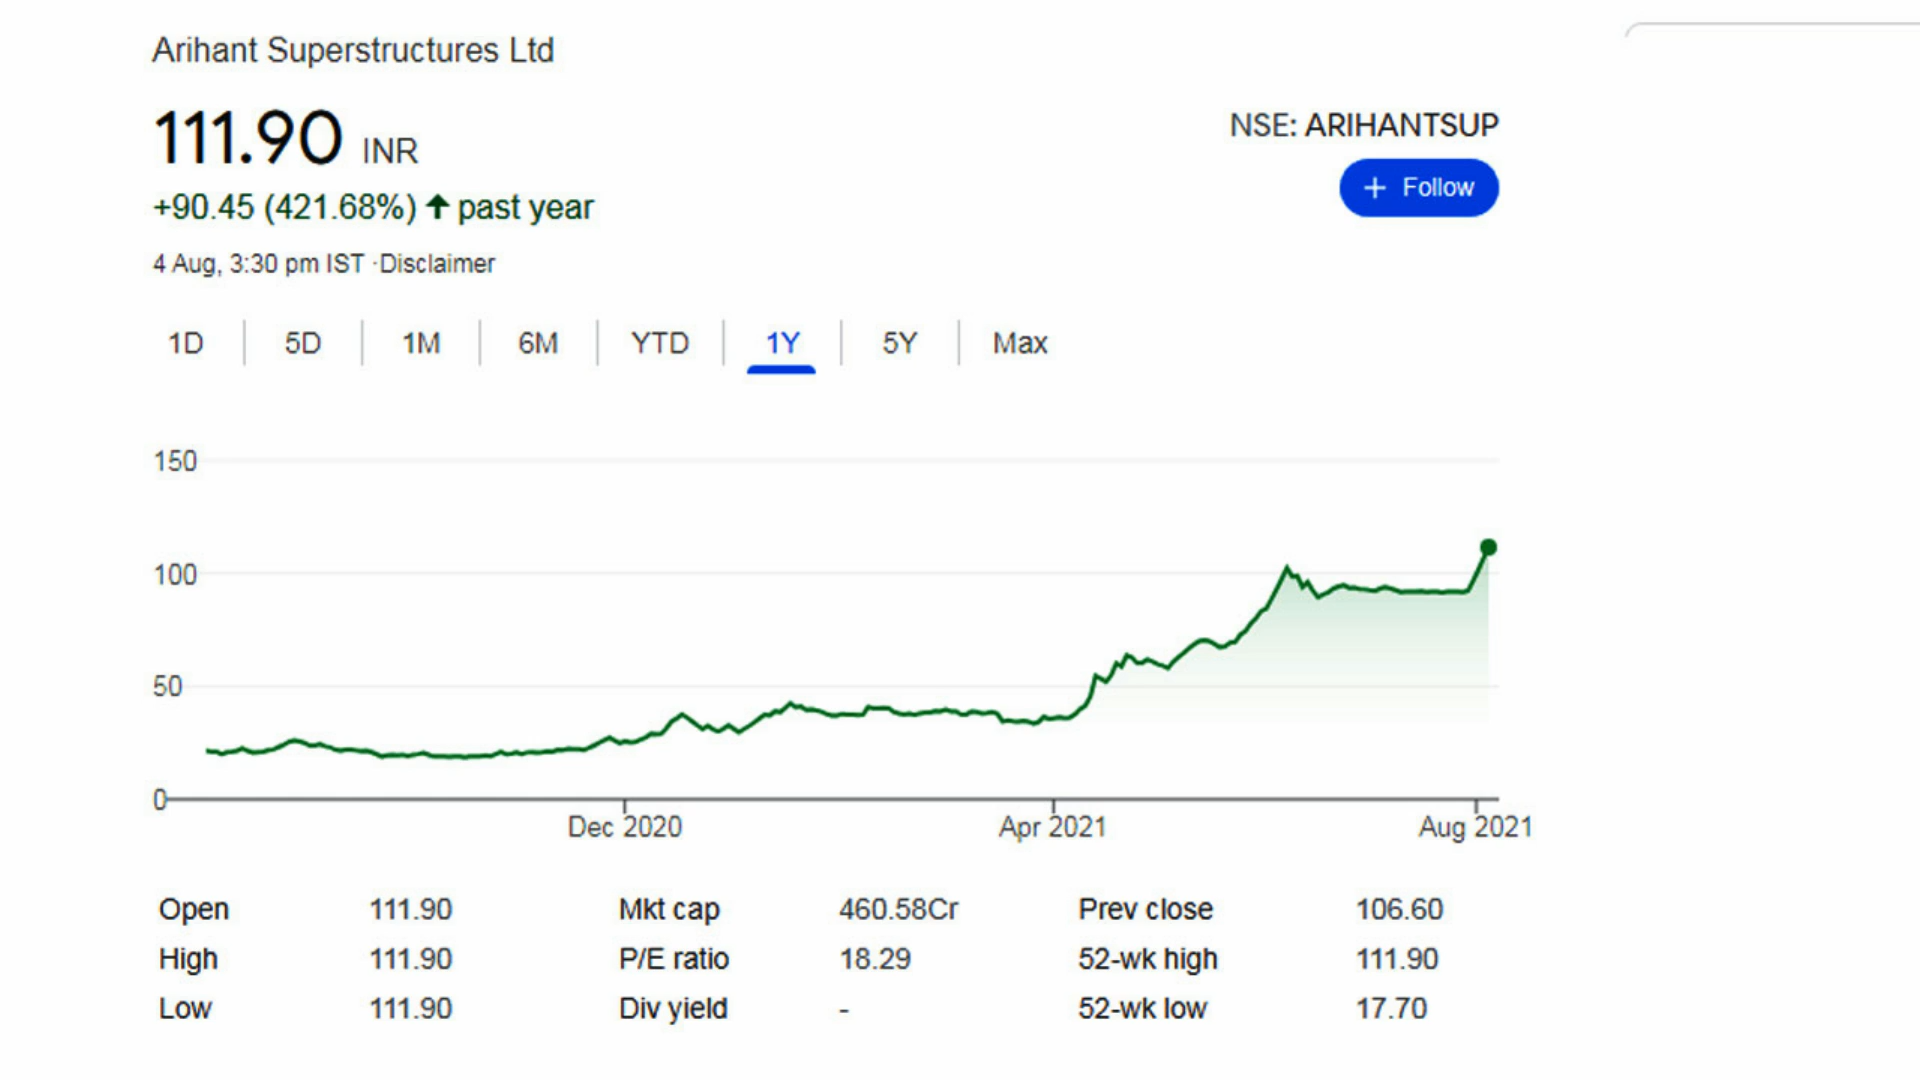 Arihant Superstructures Ltd
111.90 INR
NSE: ARIHANTSUP
+90.45 (421.68%) ↑ past year
+ Follow
4 Aug, 3:30 pm IST ·Disclaimer
1D 5D 1M 6M YTD 1Y 5Y Max
150
100
50
0
Dec 2020 Apr 2021 Aug 2021
Open 111.90 Mkt cap 460.58Cr Prev close 106.60
High 111.90 P/E ratio 18.29 52-wk high 111.90
Low 111.90 Div yield - 52-wk low 17.70